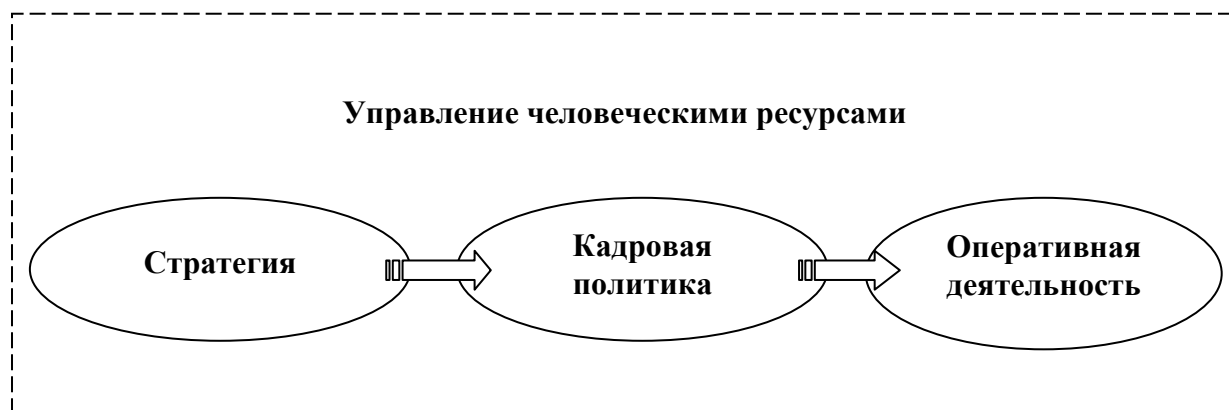 Управление человеческими ресурсами
Стратегия
Кадровая
политика
Оперативная
деятельность